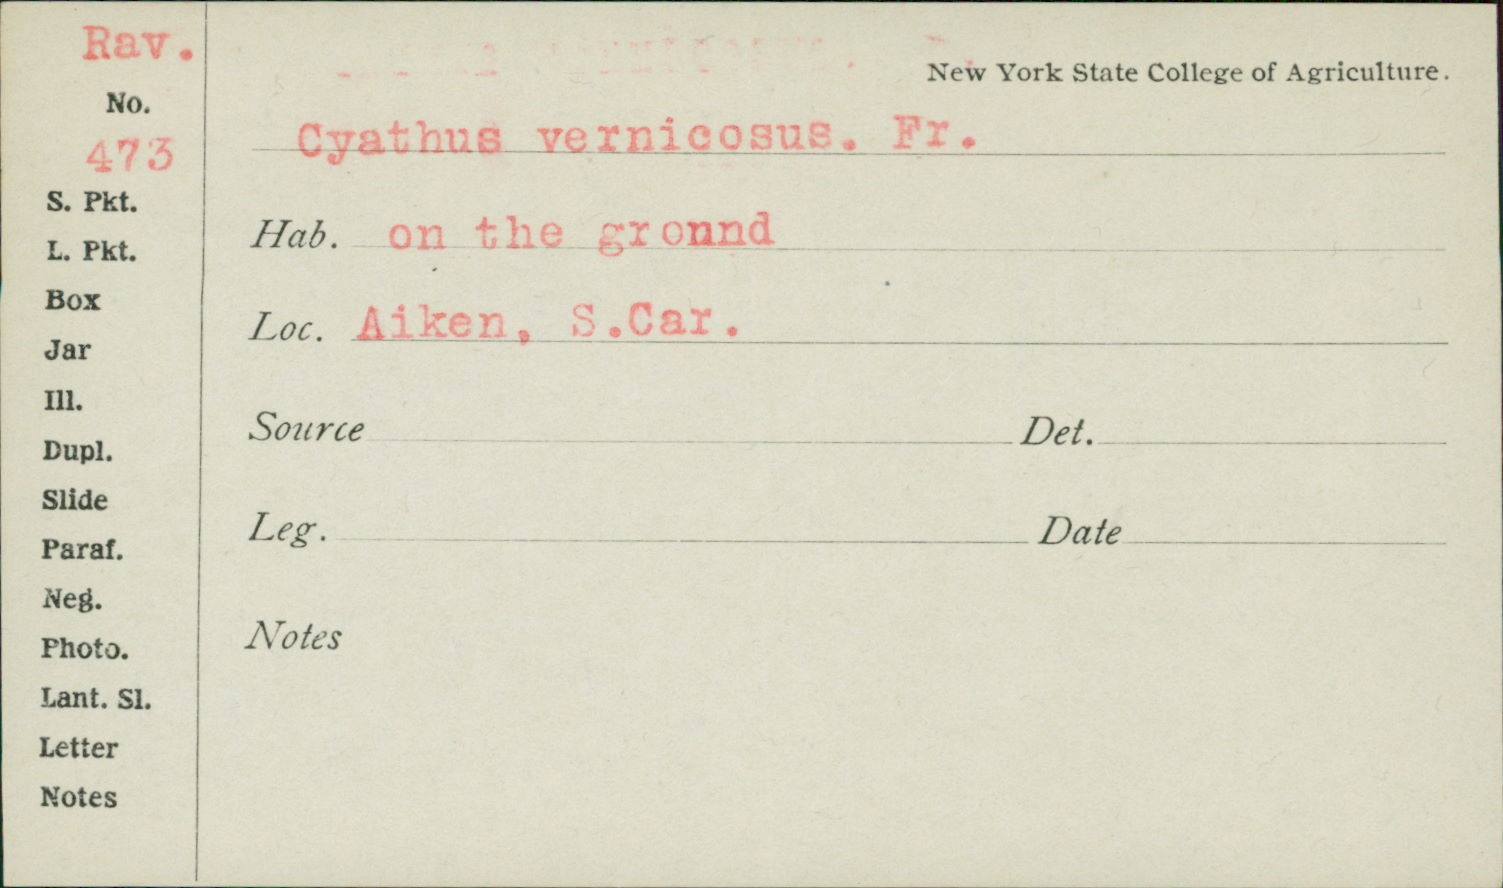 Rav.
No.
473
S. Pkt.
L. Pkt.
Box
Jar
Ill.
Dupl.
Slide
Paraf.
Neg.
Photo.
Lant. Sl.
Letter
Notes
New York State College of Agriculture.
Cyathus vernicosus. Fr.
Hab. on the ground
Loc. Aiken, S.Car.
Source Det.
Leg. Date
Notes